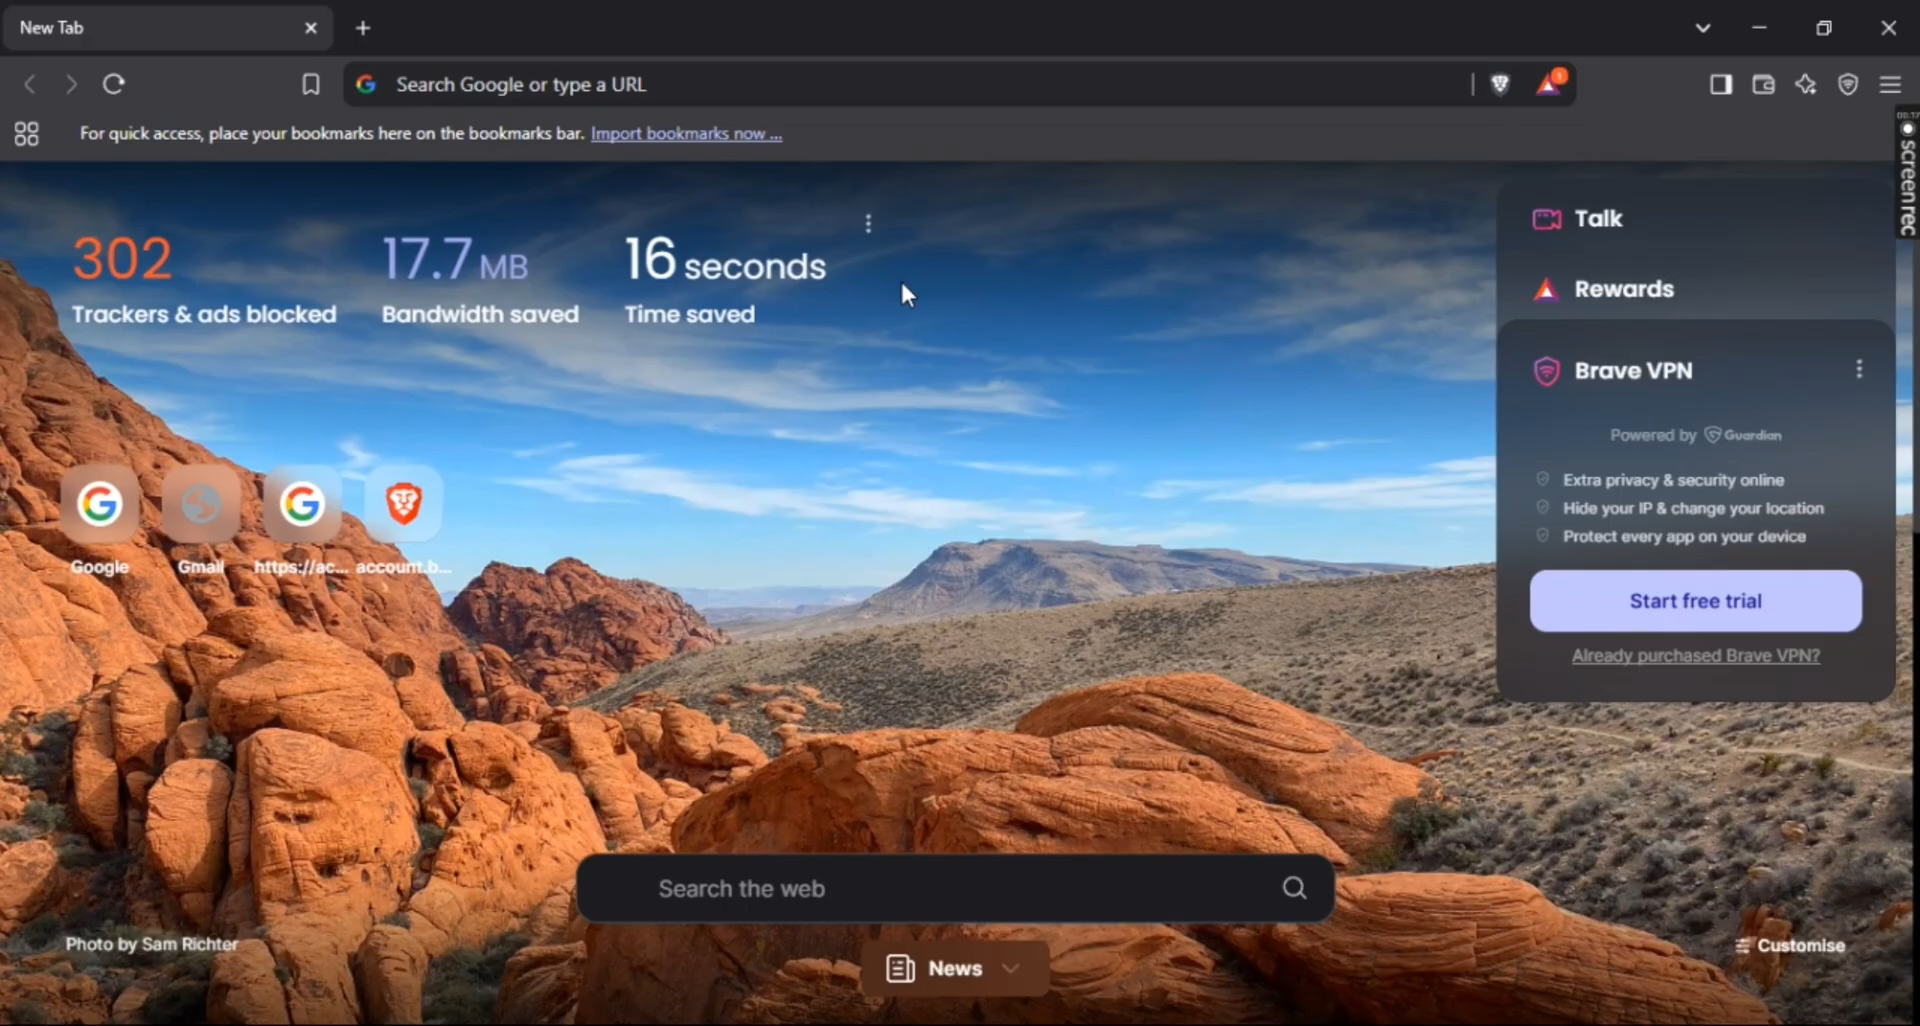 New Tab
Search Google or type a URL
1
For quick access, place your bookmarks here on the bookmarks bar. Import bookmarks now ...
00:17
screenrec
302
Trackers & ads blocked
17.7 MB
Bandwidth saved
16 seconds
Time saved
Talk
Rewards
Brave VPN
Powered by Guardian
Extra privacy & security online
Hide your IP & change your location
Protect every app on your device
Start free trial
Already purchased Brave VPN?
Google
Gmail
https://ac...
account.b...
Search the web
Photo by Sam Richter
Customise
News